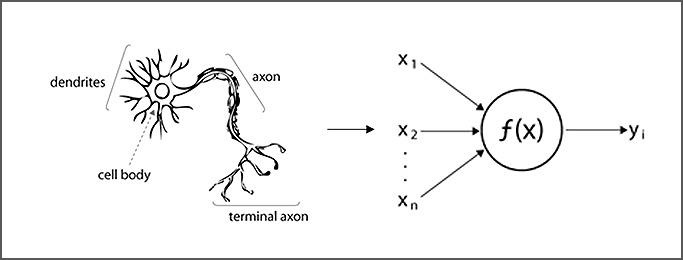 dendrites
axon
cell body
terminal axon
x1
x2
xn
f(x)
yi